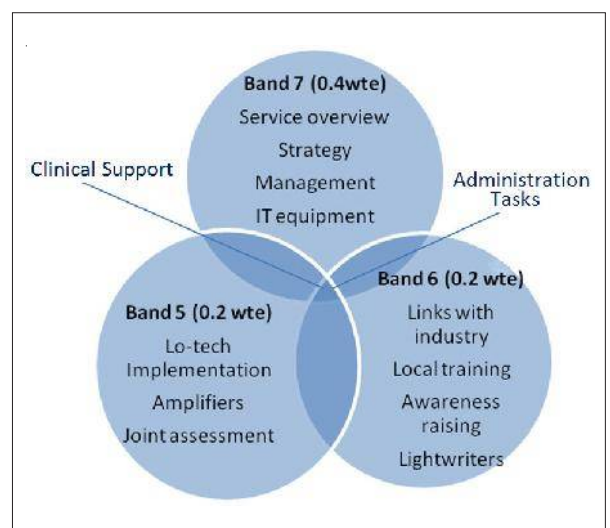 Band 7 (0.4wte)
Service overview
Strategy
Management
IT equipment
Clinical Support
Administration
Tasks
Band 5 (0.2 wte)
Lo-tech
Implementation
Amplifiers
Joint assessment
Band 6 (0.2 wte)
Links with
industry
Local training
Awareness
raising
Lightwriters